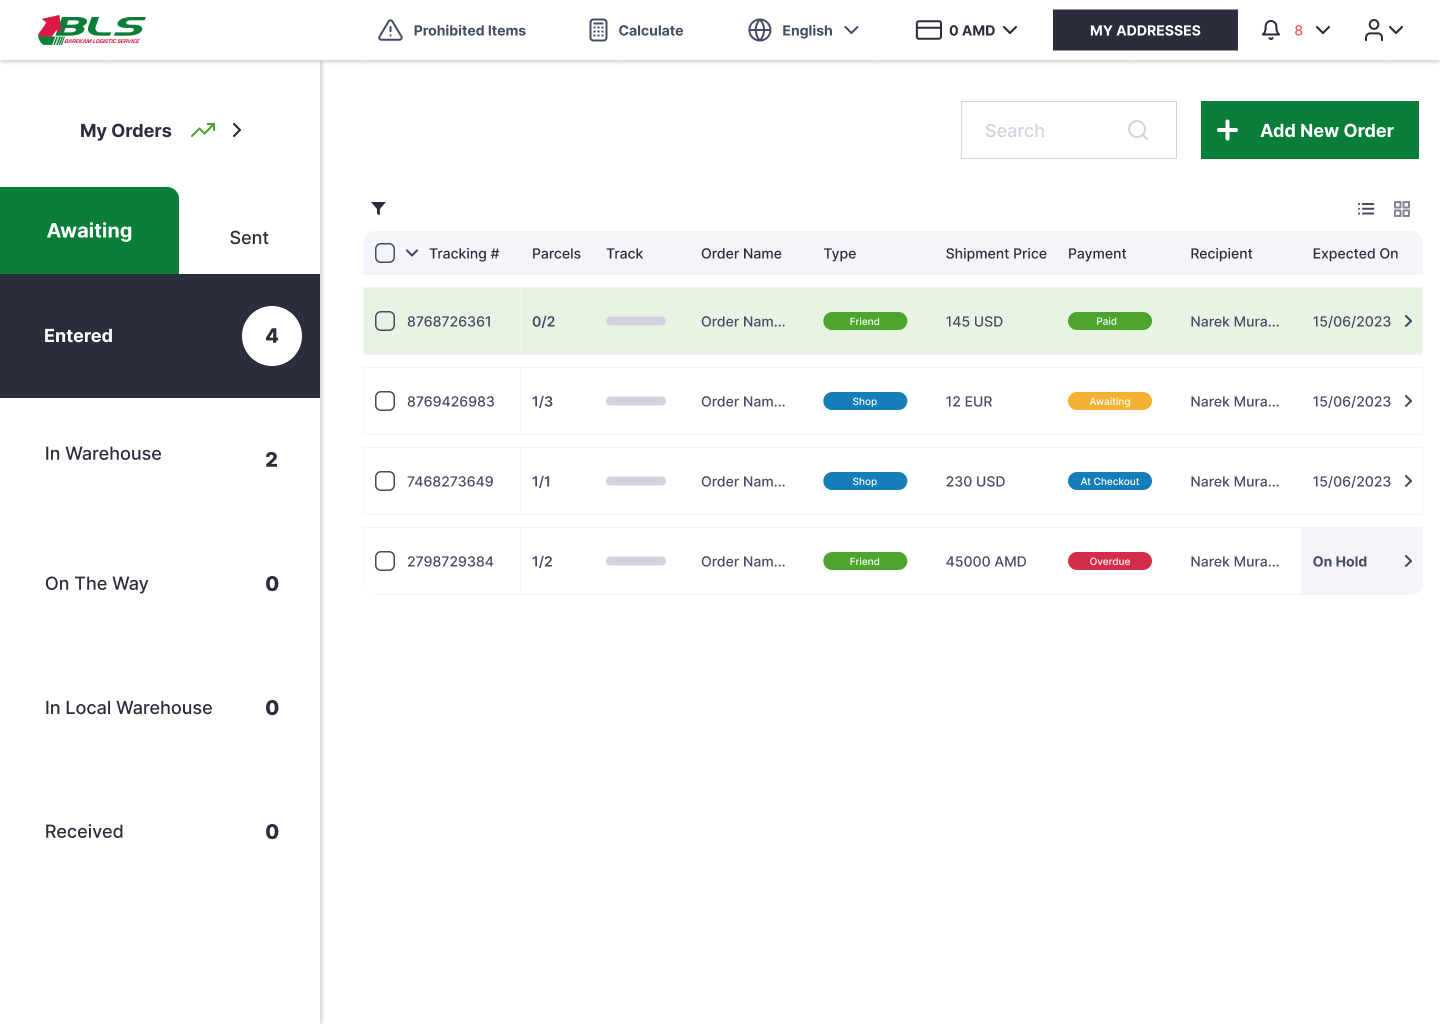 BLS
BAREKAM LOGISTIC SERVICE
Prohibited Items
Calculate
English
0 AMD
MY ADDRESSES
8
My Orders
Search
Add New Order
Awaiting
Sent
Entered 4
In Warehouse 2
On The Way 0
In Local Warehouse 0
Received 0
Tracking # Parcels Track Order Name Type Shipment Price Payment Recipient Expected On
8768726361 0/2 Order Nam... Friend 145 USD Paid Narek Mura... 15/06/2023
8769426983 1/3 Order Nam... Shop 12 EUR Awaiting Narek Mura... 15/06/2023
7468273649 1/1 Order Nam... Shop 230 USD At Checkout Narek Mura... 15/06/2023
2798729384 1/2 Order Nam... Friend 45000 AMD Overdue Narek Mura... On Hold